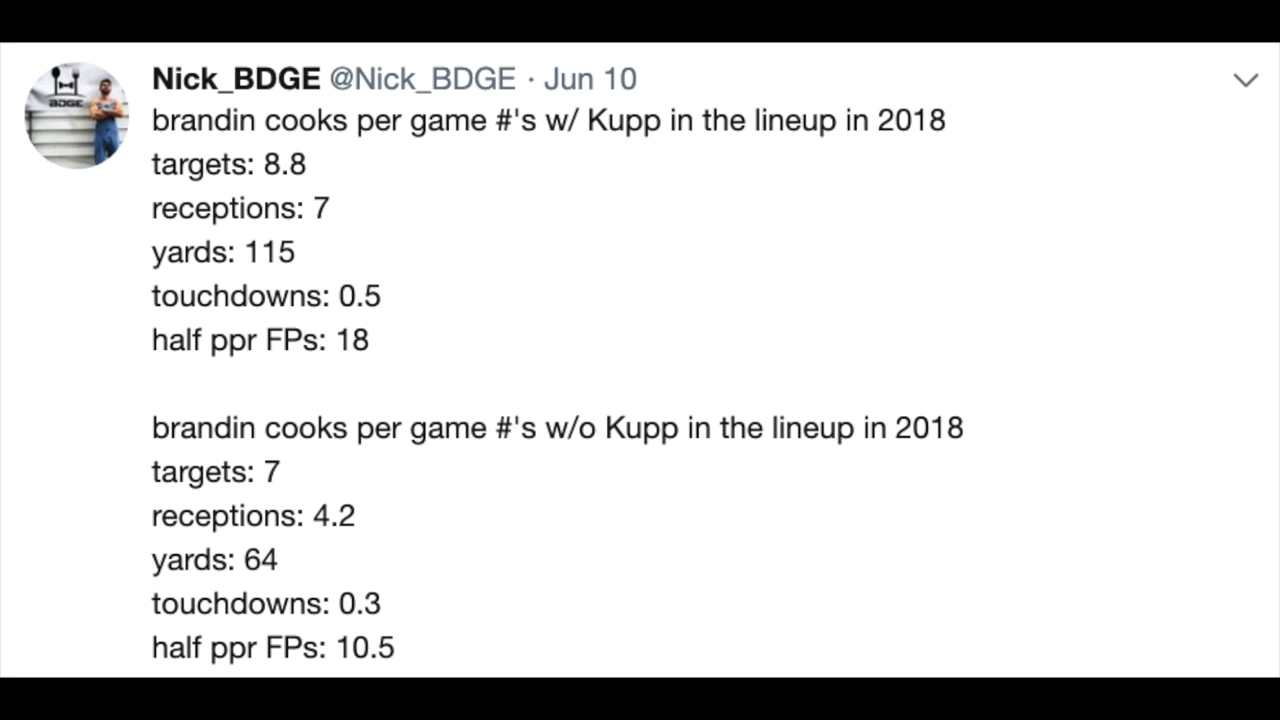 Nick_BDGE @Nick_BDGE · Jun 10
brandin cooks per game #'s w/ Kupp in the lineup in 2018
targets: 8.8
receptions: 7
yards: 115
touchdowns: 0.5
half ppr FPs: 18
brandin cooks per game #'s w/o Kupp in the lineup in 2018
targets: 7
receptions: 4.2
yards: 64
touchdowns: 0.3
half ppr FPs: 10.5
BDGE